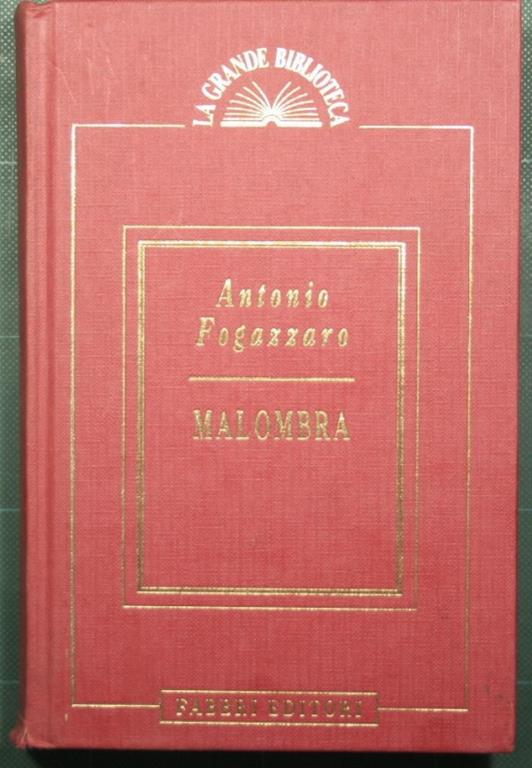 LA GRANDE BIBLIOTECA
Antonio
Fogazzaro
MALOMBRA
FABBRI EDITORI